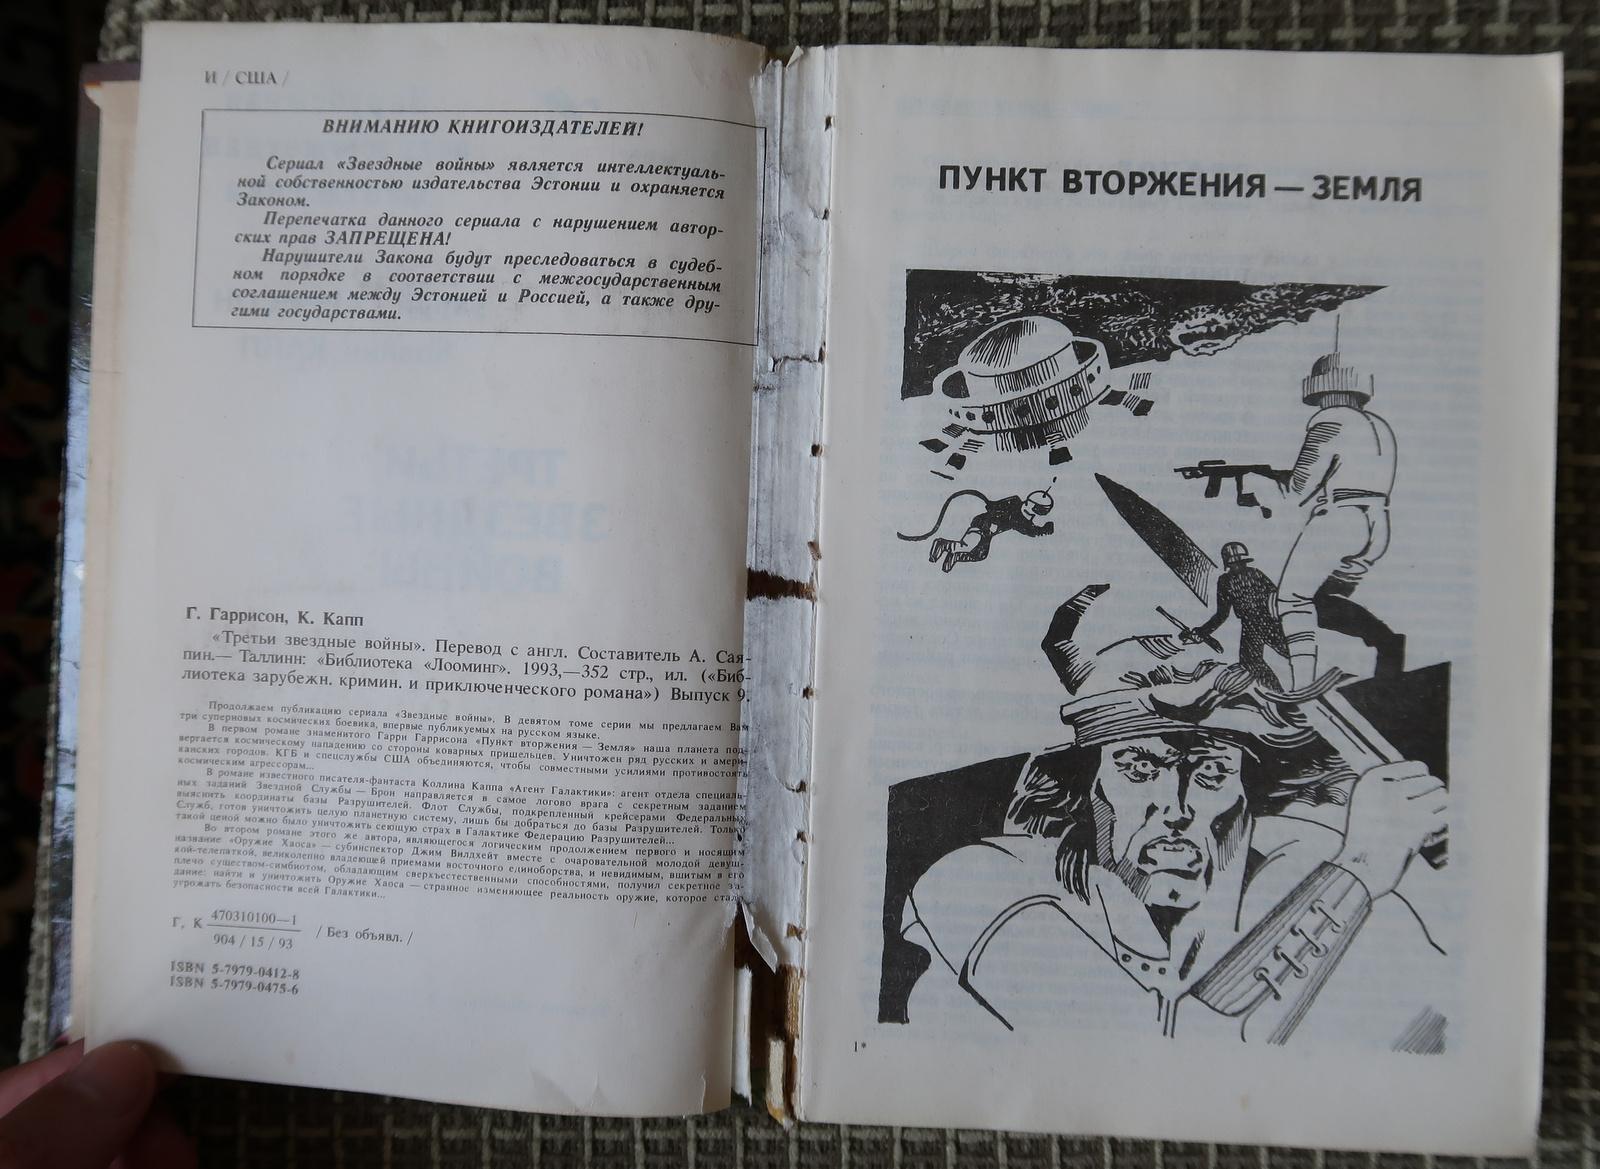 И / США /
ВНИМАНИЮ КНИГОИЗДАТЕЛЕЙ!
Сериал «Звездные войны» является интеллектуаль-
ной собственностью издательства Эстонии и охраняется
Законом.
Перепечатка данного сериала с нарушением автор-
ских прав ЗАПРЕЩЕНА!
Нарушители Закона будут преследоваться в судеб-
ном порядке в соответствии с межгосударственным
соглашением между Эстонией и Россией, а также дру-
гими государствами.
Г. Гаррисон, К. Капп
«Третьи звездные войны». Перевод с англ. Составитель А. Сая-
пин.— Таллинн: «Библиотека «Лооминг». 1993,—352 стр., ил. («Биб-
лиотека зарубежн. кримин. и приключенческого романа») Выпуск 9.
Продолжаем публикацию сериала «Звездные войны». В девятом томе серии мы предлагаем Вам
три суперновых космических боевика, впервые публикуемых на русском языке.
В первом романе знаменитого Гарри Гаррисона «Пункт вторжения — Земля» наша планета под-
вергается космическому нападению со стороны коварных пришельцев. Уничтожен ряд русских и амери-
канских городов. КГБ и спецслужбы США объединяются, чтобы совместными усилиями противостоять
космическим агрессорам...
В романе известного писателя-фантаста Коллина Каппа «Агент Галактики»: агент отдела специаль-
ных заданий Звездной Службы — Брон направляется в самое логово врага с секретным заданием
выяснить координаты базы Разрушителей. Флот Службы, подкрепленный крейсерами Федеральных
Служб, готов уничтожить целую планетную систему, лишь бы добраться до базы Разрушителей. Только
такой ценой можно было уничтожить сеющую страх в Галактике Федерацию Разрушителей...
Во втором романе этого же автора, являющегося логическим продолжением первого и носящим
название «Оружие Хаоса» — субинспектор Джим Вилдхейт вместе с очаровательной молодой девуш-
кой-телепаткой, великолепно владеющей приемами восточного единоборства, и невидимым, вшитым в его
плечо существом-симбиотом, обладающим сверхъестественными способностями, получил секретное за-
дание: найти и уничтожить Оружие Хаоса — странное изменяющее реальность оружие, которое стало
угрожать безопасности всей Галактики...
Г, К 470310100—1
904 / 15 / 93 / Без объявл. /
ISBN 5-7979-0412-8
ISBN 5-7979-0475-6
ПУНКТ ВТОРЖЕНИЯ — ЗЕМЛЯ
1*